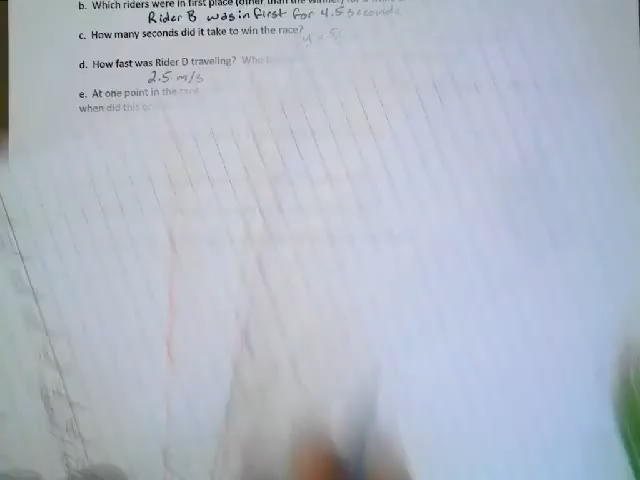 b. Which riders were in first place (other than the winner)
Rider B was in first for 4.5 seconds
c. How many seconds did it take to win the race?
d. How fast was Rider D traveling? Who
2.5 m/s
e. At one point in the race
when did this